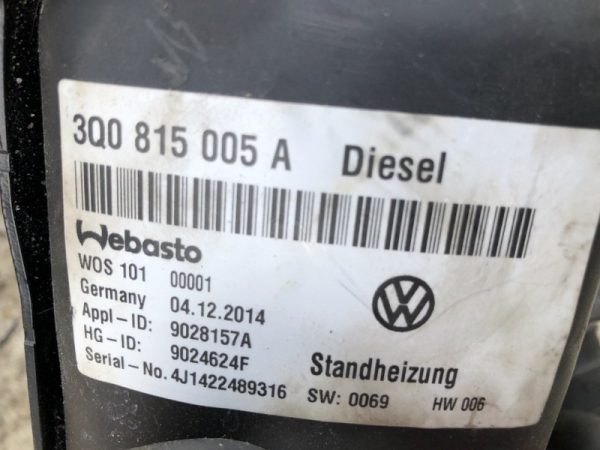 3Q0 815 005 A Diesel
Webasto
WOS 101 00001
Germany 04.12.2014
Appl-ID: 9028157A
HG-ID: 9024624F
Serial-No. 4J1422489316
Standheizung
SW: 0069 HW 006